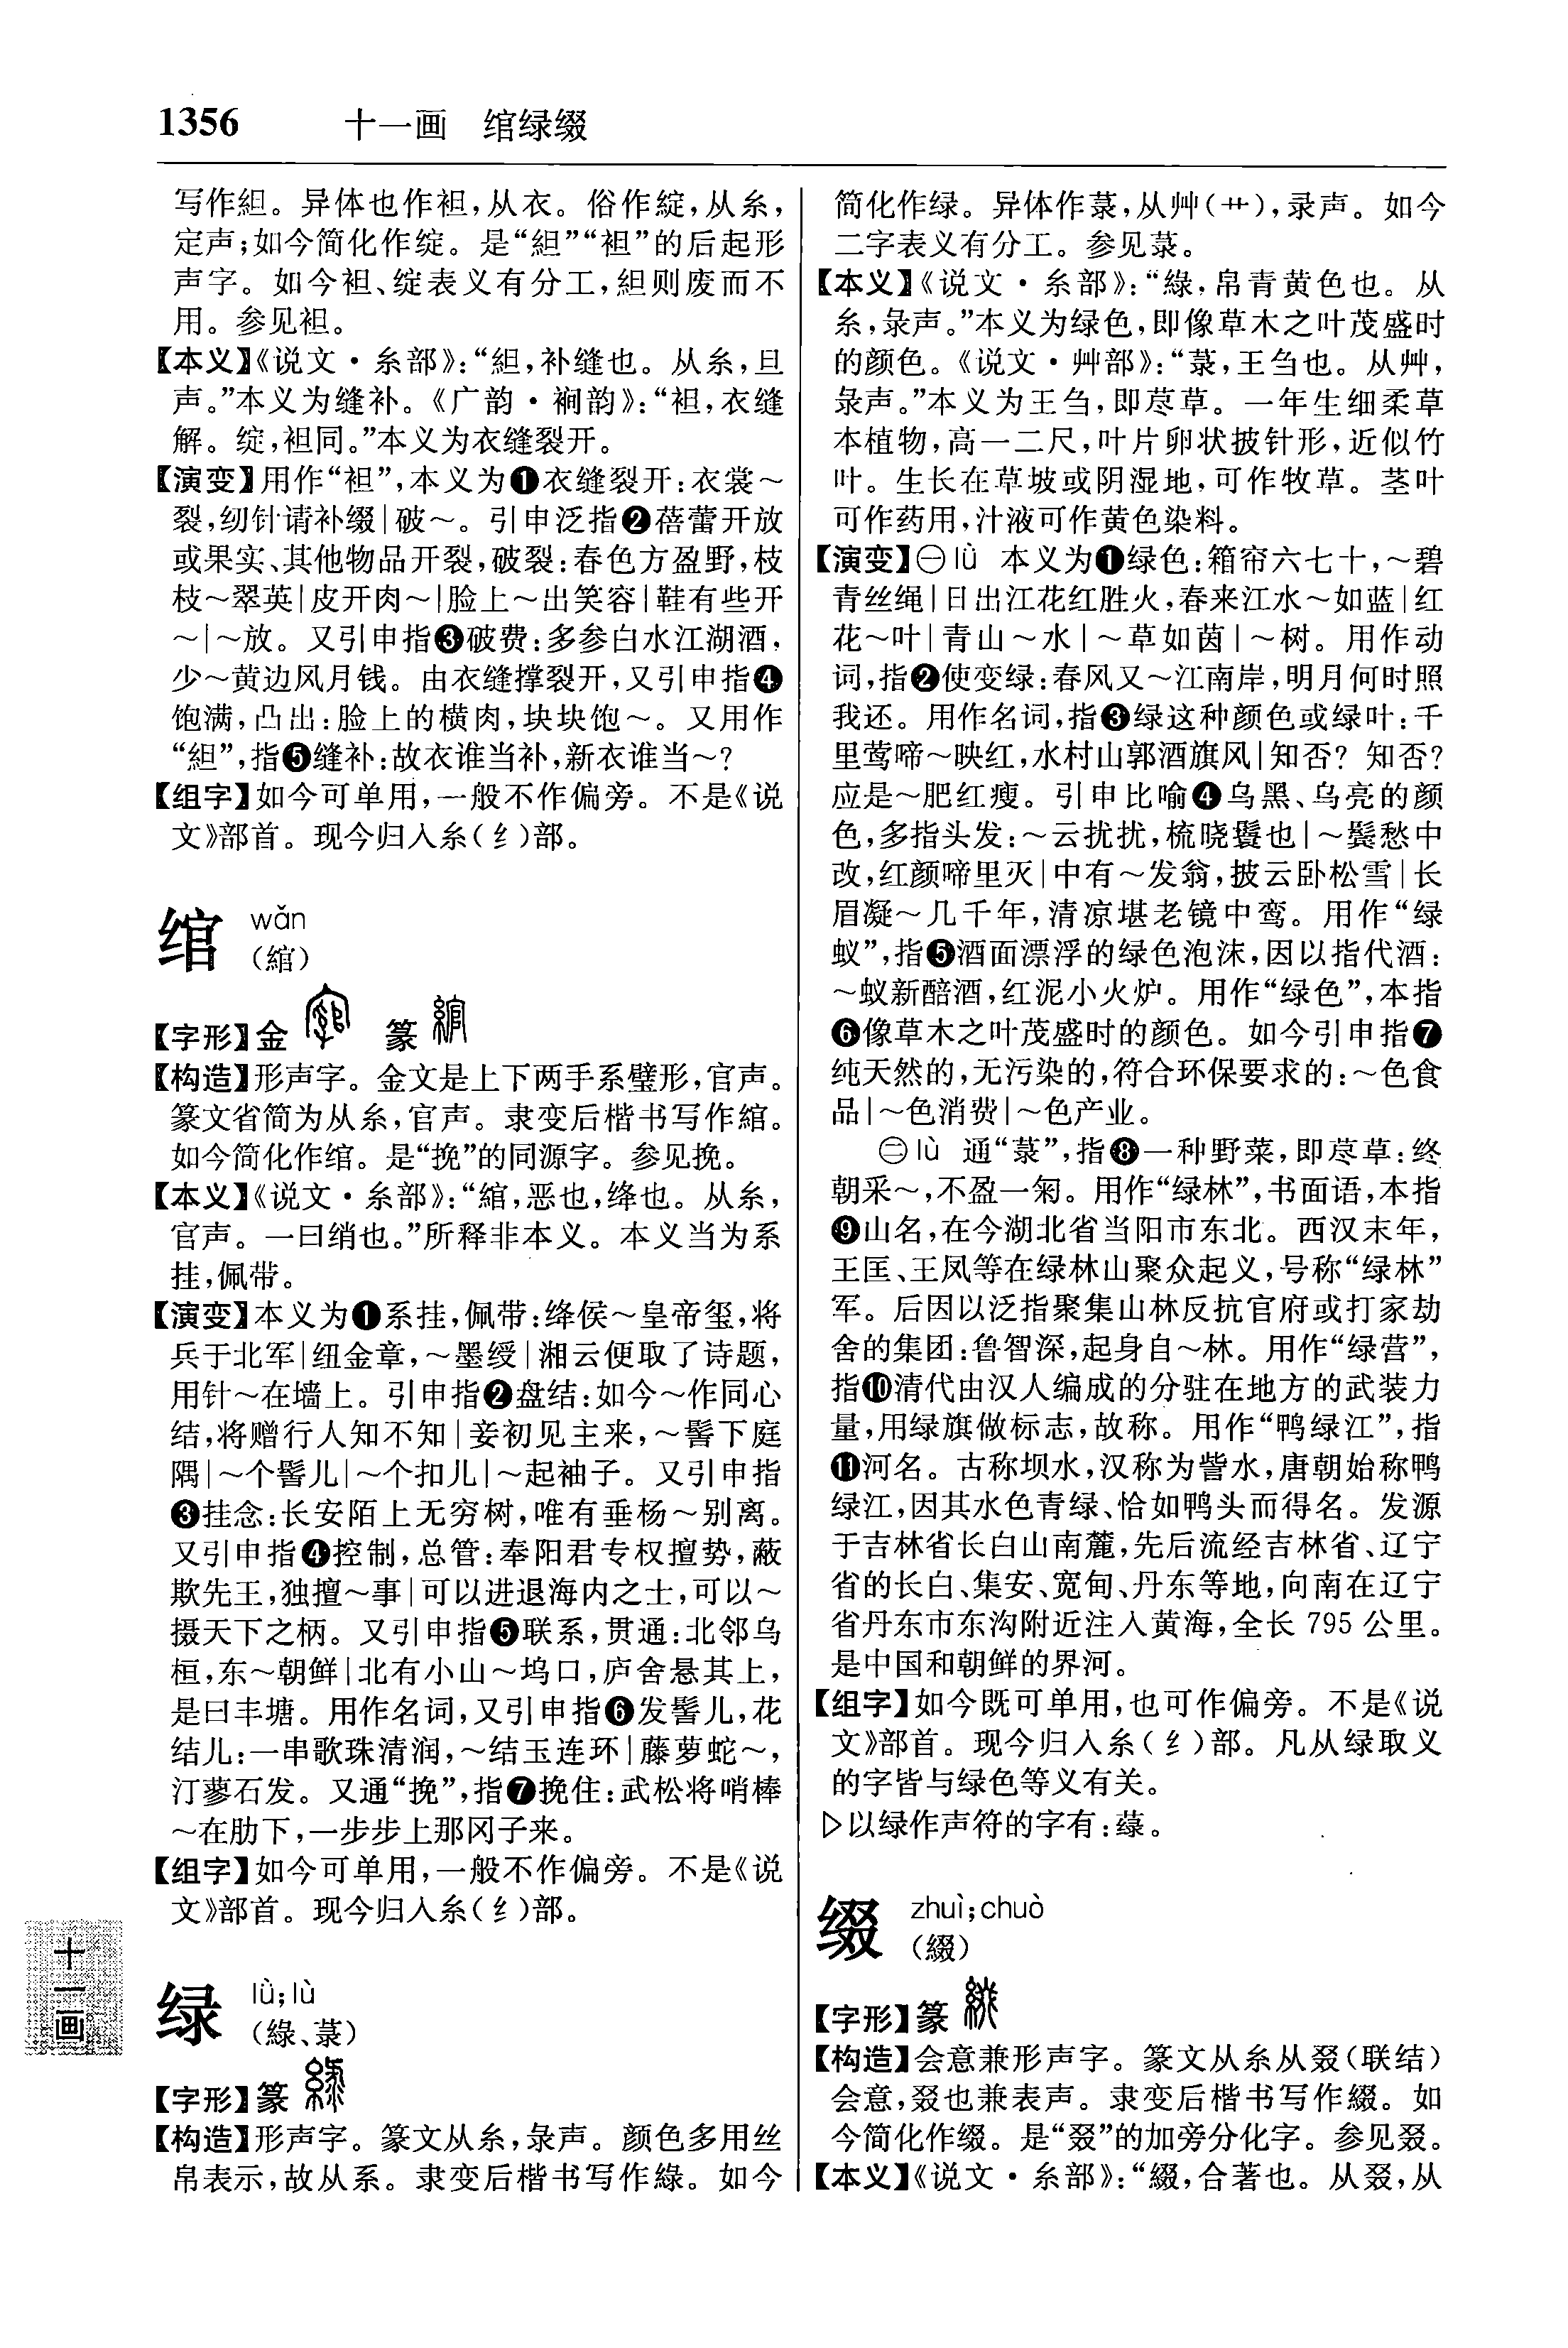 1356 十一画 绾绿缀
写作組。异体也作袒,从衣。俗作綻,从糸,
定声;如今简化作绽。是“組”“袒”的后起形
声字。如今袒、绽表义有分工,組则废而不
用。参见袒。
【本义】《说文·糸部》:“組,补缝也。从糸,旦
声。”本义为缝补。《广韵·裥韵》:“袒,衣缝
解。绽,袒同。”本义为衣缝裂开。
【演变】用作“袒”,本义为❶衣缝裂开:衣裳～
裂,纫针请补缀|破～。引申泛指❷蓓蕾开放
或果实、其他物品开裂,破裂:春色方盈野,枝
枝～翠英|皮开肉～|脸上～出笑容|鞋有些开
～|～放。又引申指❸破费:多参白水江湖酒,
少～黄边风月钱。由衣缝撑裂开,又引申指❹
饱满,凸出:脸上的横肉,块块饱～。又用作
“組”,指❺缝补:故衣谁当补,新衣谁当～?
【组字】如今可单用,一般不作偏旁。不是《说
文》部首。现今归入糸(纟)部。
绾 wǎn
(綰)
【字形】金 篆
【构造】形声字。金文是上下两手系璧形,官声。
篆文省简为从糸,官声。隶变后楷书写作綰。
如今简化作绾。是“挽”的同源字。参见挽。
【本义】《说文·糸部》:“綰,恶也,绛也。从糸,
官声。一曰绡也。”所释非本义。本义当为系
挂,佩带。
【演变】本义为❶系挂,佩带:绛侯～皇帝玺,将
兵于北军|纽金章,～墨绶|湘云便取了诗题,
用针～在墙上。引申指❷盘结:如今～作同心
结,将赠行人知不知|妾初见主来,～髻下庭
隅|～个髻儿|～个扣儿|～起袖子。又引申指
❸挂念:长安陌上无穷树,唯有垂杨～别离。
又引申指❹控制,总管:奉阳君专权擅势,蔽
欺先王,独擅～事|可以进退海内之士,可以～
摄天下之柄。又引申指❺联系,贯通:北邻乌
桓,东～朝鲜|北有小山～坞口,庐舍悬其上,
是曰丰塘。用作名词,又引申指❻发髻儿,花
结儿:一串歌珠清润,～结玉连环|藤萝蛇～,
汀蓼石发。又通“挽”,指❼挽住:武松将哨棒
～在肋下,一步步上那冈子来。
【组字】如今可单用,一般不作偏旁。不是《说
文》部首。现今归入糸(纟)部。
绿 lǜ;lù
(綠、菉)
【字形】篆
【构造】形声字。篆文从糸,彔声。颜色多用丝
帛表示,故从系。隶变后楷书写作綠。如今
简化作绿。异体作菉,从艸(艹),录声。如今
二字表义有分工。参见菉。
【本义】《说文·糸部》:“綠,帛青黄色也。从
糸,彔声。”本义为绿色,即像草木之叶茂盛时
的颜色。《说文·艸部》:“菉,王刍也。从艸,
彔声。”本义为王刍,即荩草。一年生细柔草
本植物,高一二尺,叶片卵状披针形,近似竹
叶。生长在草坡或阴湿地,可作牧草。茎叶
可作药用,汁液可作黄色染料。
【演变】㊀lǜ 本义为❶绿色:箱帘六七十,～碧
青丝绳|日出江花红胜火,春来江水～如蓝|红
花～叶|青山～水|～草如茵|～树。用作动
词,指❷使变绿:春风又～江南岸,明月何时照
我还。用作名词,指❸绿这种颜色或绿叶:千
里莺啼～映红,水村山郭酒旗风|知否?知否?
应是～肥红瘦。引申比喻❹乌黑、乌亮的颜
色,多指头发:～云扰扰,梳晓鬟也|～鬓愁中
改,红颜啼里灭|中有～发翁,披云卧松雪|长
眉凝～几千年,清凉堪老镜中鸾。用作“绿
蚁”,指❺酒面漂浮的绿色泡沫,因以指代酒:
～蚁新醅酒,红泥小火炉。用作“绿色”,本指
❻像草木之叶茂盛时的颜色。如今引申指❼
纯天然的,无污染的,符合环保要求的:～色食
品|～色消费|～色产业。
㊁lù 通“菉”,指❽一种野菜,即荩草:终
朝采～,不盈一匊。用作“绿林”,书面语,本指
❾山名,在今湖北省当阳市东北。西汉末年,
王匡、王凤等在绿林山聚众起义,号称“绿林”
军。后因以泛指聚集山林反抗官府或打家劫
舍的集团:鲁智深,起身自～林。用作“绿营”,
指❿清代由汉人编成的分驻在地方的武装力
量,用绿旗做标志,故称。用作“鸭绿江”,指
⓫河名。古称坝水,汉称为訾水,唐朝始称鸭
绿江,因其水色青绿、恰如鸭头而得名。发源
于吉林省长白山南麓,先后流经吉林省、辽宁
省的长白、集安、宽甸、丹东等地,向南在辽宁
省丹东市东沟附近注入黄海,全长 795 公里。
是中国和朝鲜的界河。
【组字】如今既可单用,也可作偏旁。不是《说
文》部首。现今归入糸(纟)部。凡从绿取义
的字皆与绿色等义有关。
▷以绿作声符的字有:䕡。
缀 zhuì;chuò
(綴)
【字形】篆
【构造】会意兼形声字。篆文从糸从叕(联结)
会意,叕也兼表声。隶变后楷书写作綴。如
今简化作缀。是“叕”的加旁分化字。参见叕。
【本义】《说文·糸部》:“綴,合著也。从叕,从
十一画